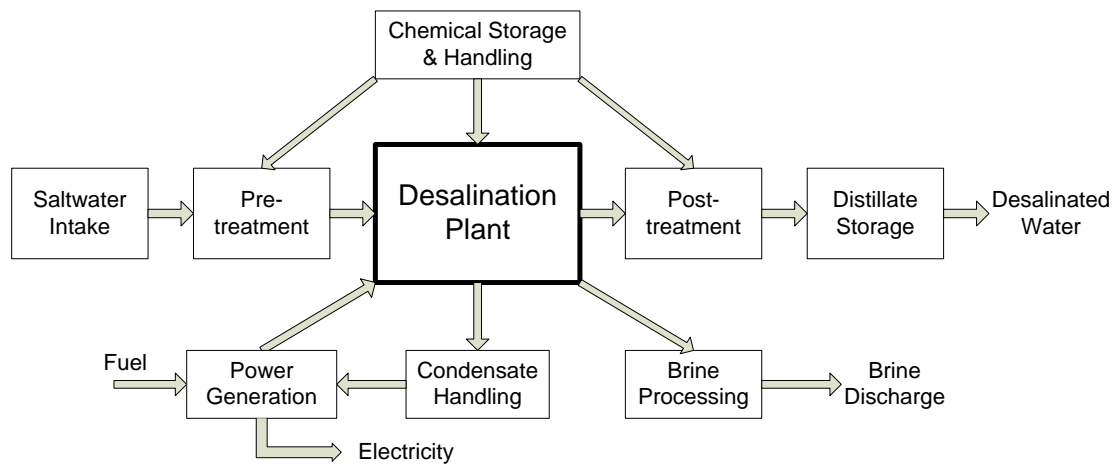 Chemical Storage
& Handling
Saltwater
Intake
Pre-
treatment
Desalination
Plant
Post-
treatment
Distillate
Storage
Desalinated
Water
Fuel
Power
Generation
Condensate
Handling
Brine
Processing
Brine
Discharge
Electricity